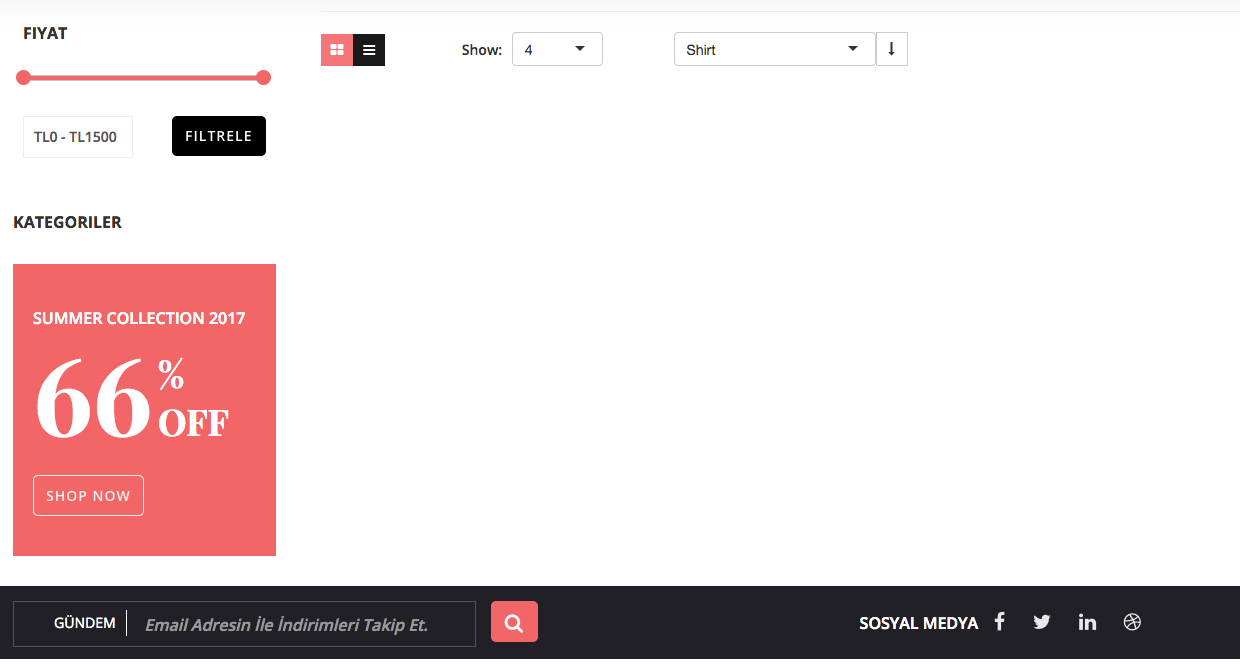 FIYAT
Show: 4 Shirt
TL0 - TL1500 FILTRELE
KATEGORILER
SUMMER COLLECTION 2017
66 % OFF
SHOP NOW
GÜNDEM Email Adresin İle İndirimleri Takip Et. SOSYAL MEDYA